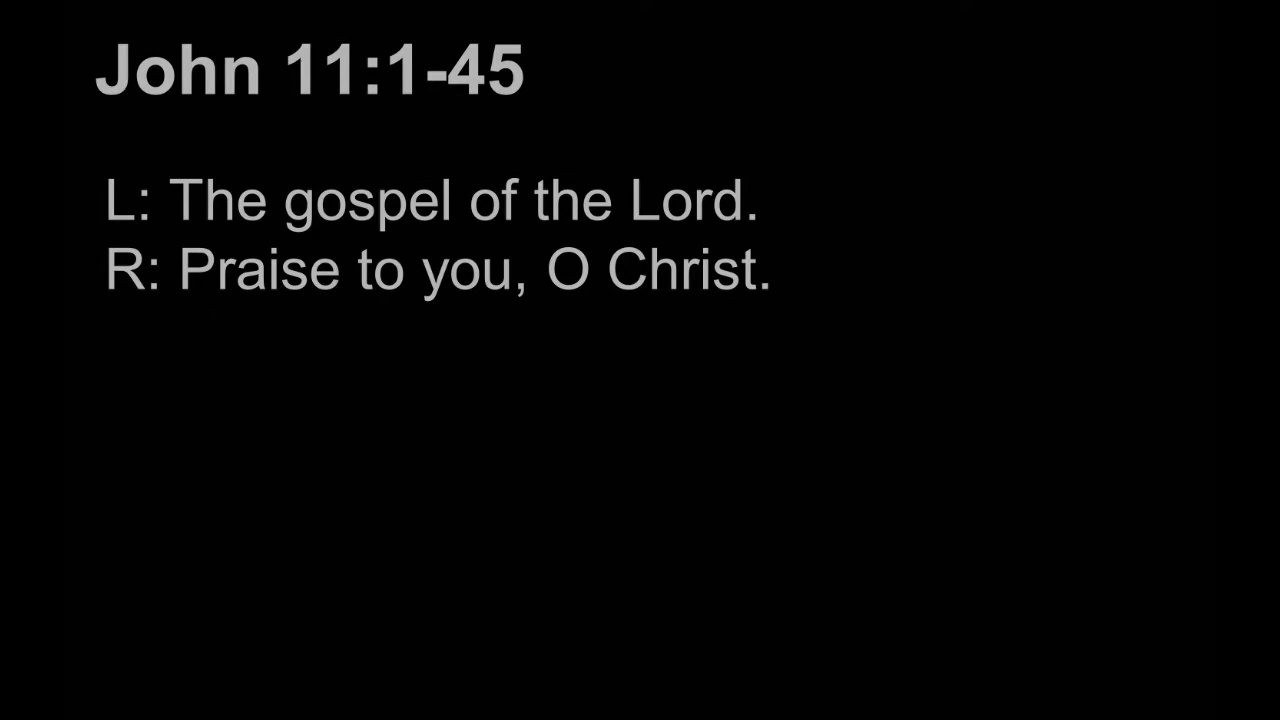 John 11:1-45
L: The gospel of the Lord.
R: Praise to you, O Christ.